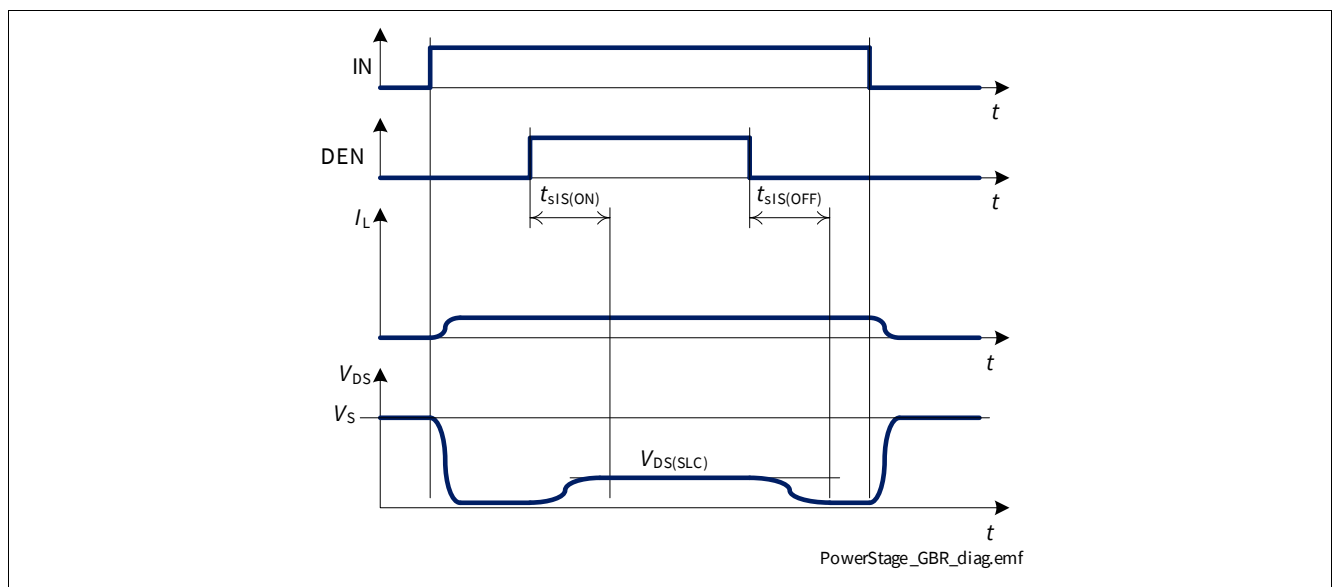 IN
t
DEN
t
tsIS(ON)
tsIS(OFF)
IL
t
VDS
VS
VDS(SLC)
t
PowerStage_GBR_diag.emf